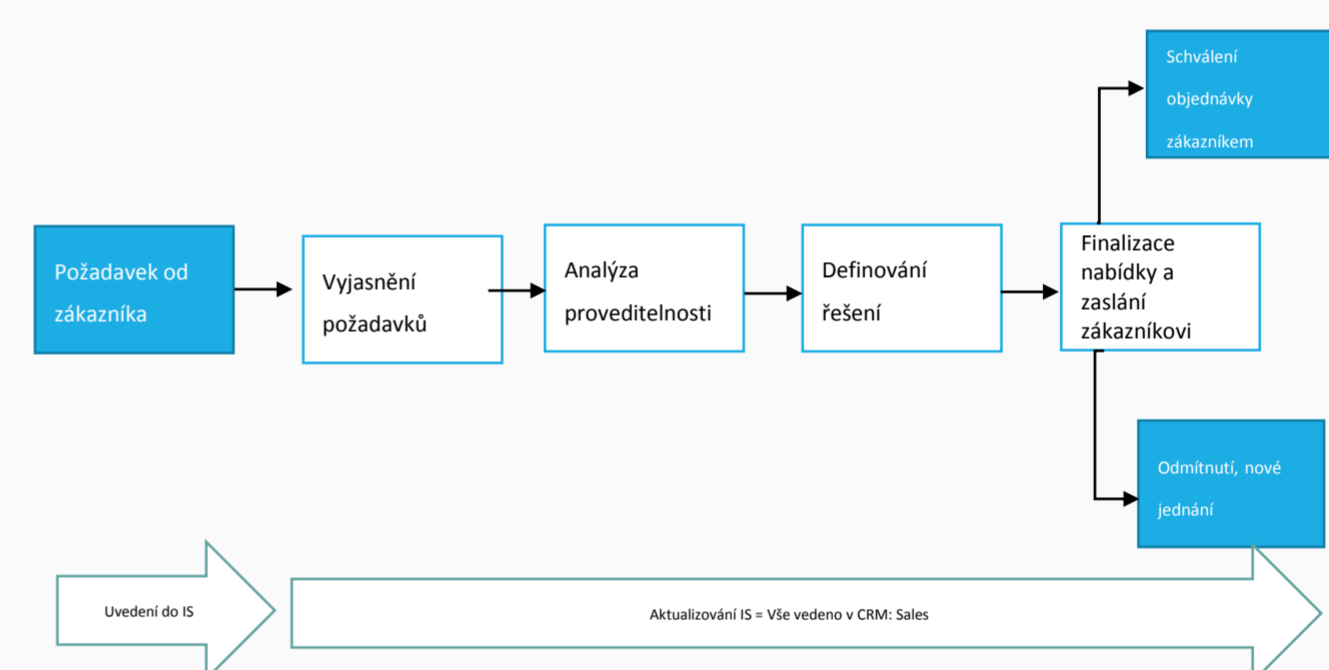 Schválení
objednávky
zákazníkem
Požadavek od
zákazníka
Vyjasnění
požadavků
Analýza
proveditelnosti
Definování
řešení
Finalizace
nabídky a
zaslání
zákazníkovi
Odmítnutí, nové
jednání
Uvedení do IS
Aktualizování IS = Vše vedeno v CRM: Sales